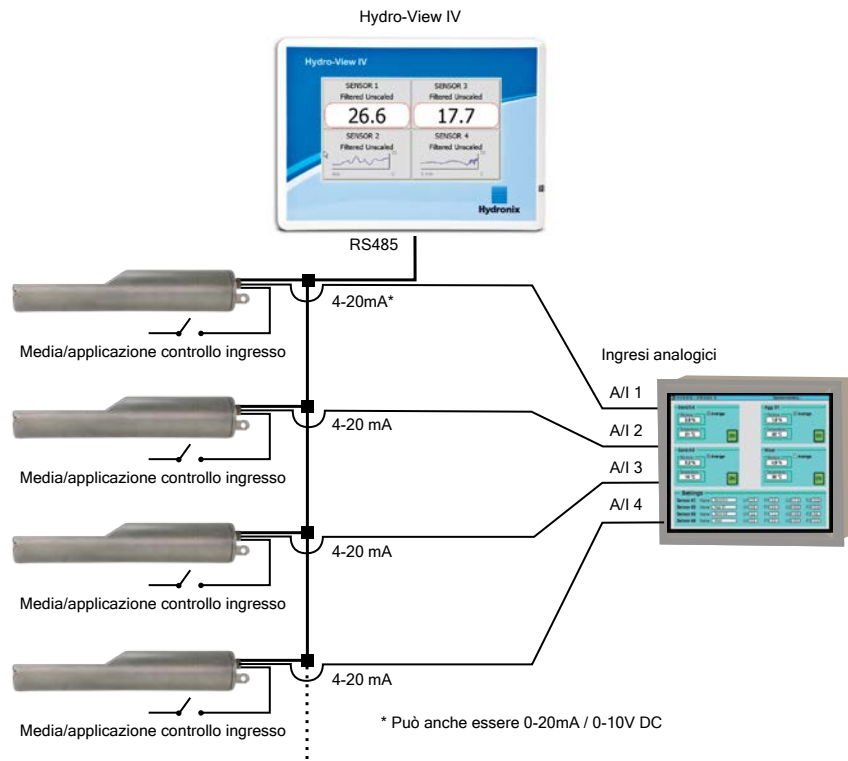 Hydro-View IV
Hydro-View IV
SENSOR 1
Filtered Unscaled
26.6
SENSOR 3
Filtered Unscaled
17.7
SENSOR 2
Filtered Unscaled
SENSOR 4
Filtered Unscaled
Hydronix
RS485
4-20mA*
Media/applicazione controllo ingresso
Ingresi analogici
A/I 1
4-20 mA
A/I 2
Media/applicazione controllo ingresso
A/I 3
4-20 mA
A/I 4
Media/applicazione controllo ingresso
4-20 mA
Media/applicazione controllo ingresso
* Può anche essere 0-20mA / 0-10V DC
Settings